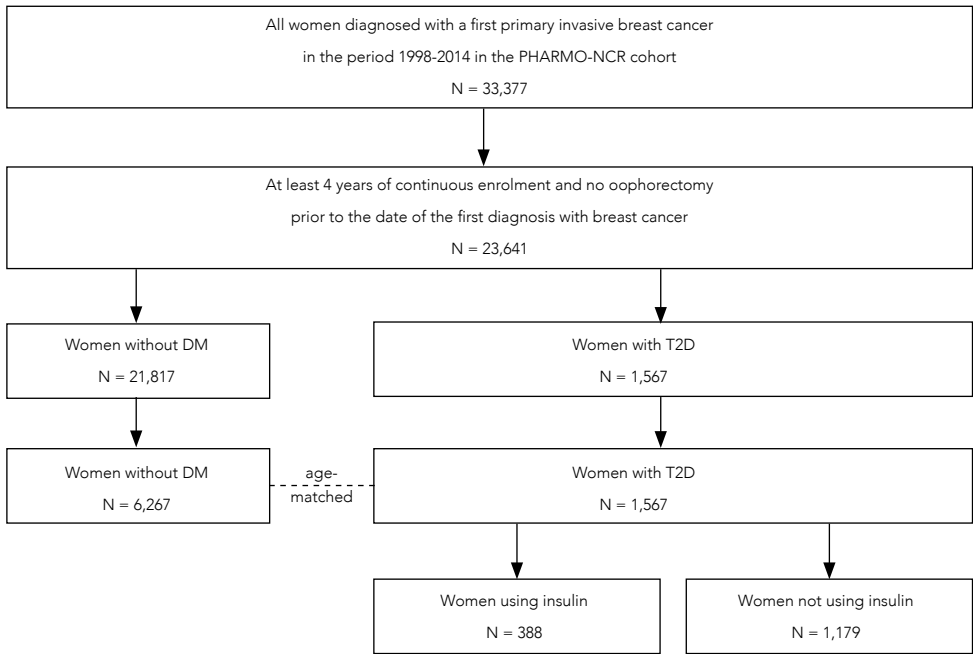 All women diagnosed with a first primary invasive breast cancer
in the period 1998-2014 in the PHARMO-NCR cohort
N = 33,377
At least 4 years of continuous enrolment and no oophorectomy
prior to the date of the first diagnosis with breast cancer
N = 23,641
Women without DM
N = 21,817
Women with T2D
N = 1,567
Women without DM
N = 6,267
age-
matched
Women with T2D
N = 1,567
Women using insulin
N = 388
Women not using insulin
N = 1,179